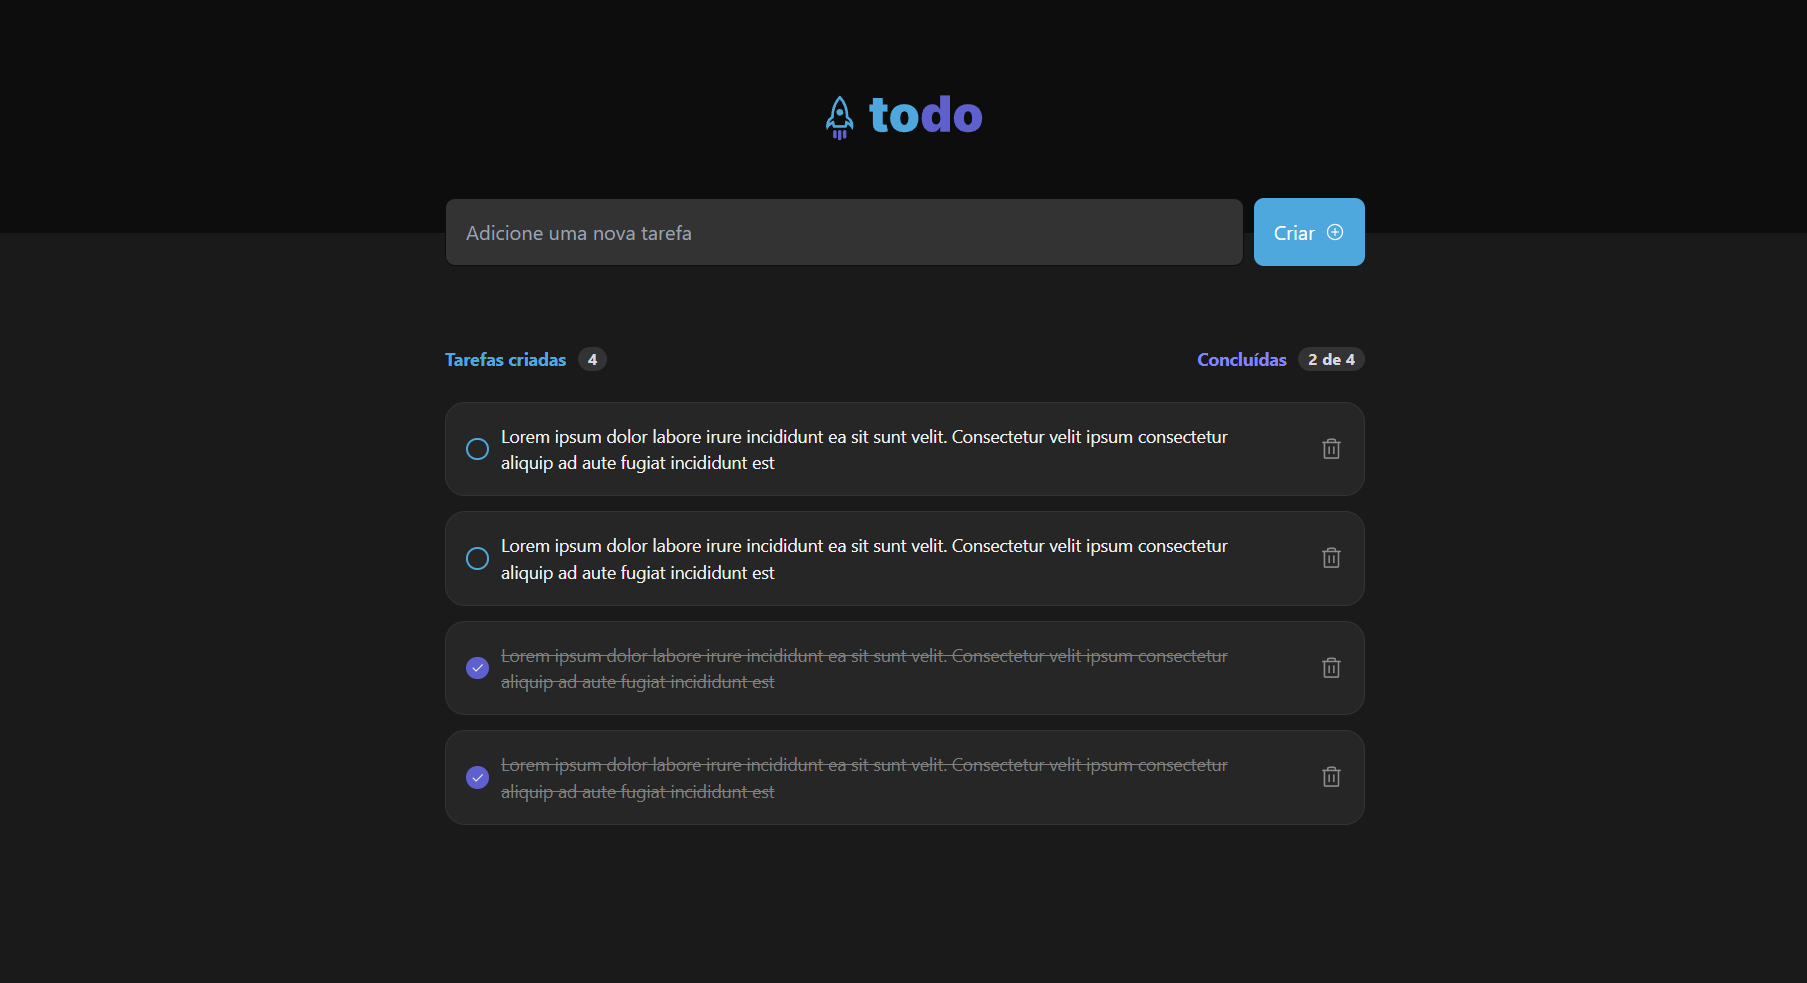 todo
Adicione uma nova tarefa
Criar
Tarefas criadas 4
Concluídas 2 de 4
Lorem ipsum dolor labore irure incididunt ea sit sunt velit. Consectetur velit ipsum consectetur
aliquip ad aute fugiat incididunt est
Lorem ipsum dolor labore irure incididunt ea sit sunt velit. Consectetur velit ipsum consectetur
aliquip ad aute fugiat incididunt est
Lorem ipsum dolor labore irure incididunt ea sit sunt velit. Consectetur velit ipsum consectetur
aliquip ad aute fugiat incididunt est
Lorem ipsum dolor labore irure incididunt ea sit sunt velit. Consectetur velit ipsum consectetur
aliquip ad aute fugiat incididunt est